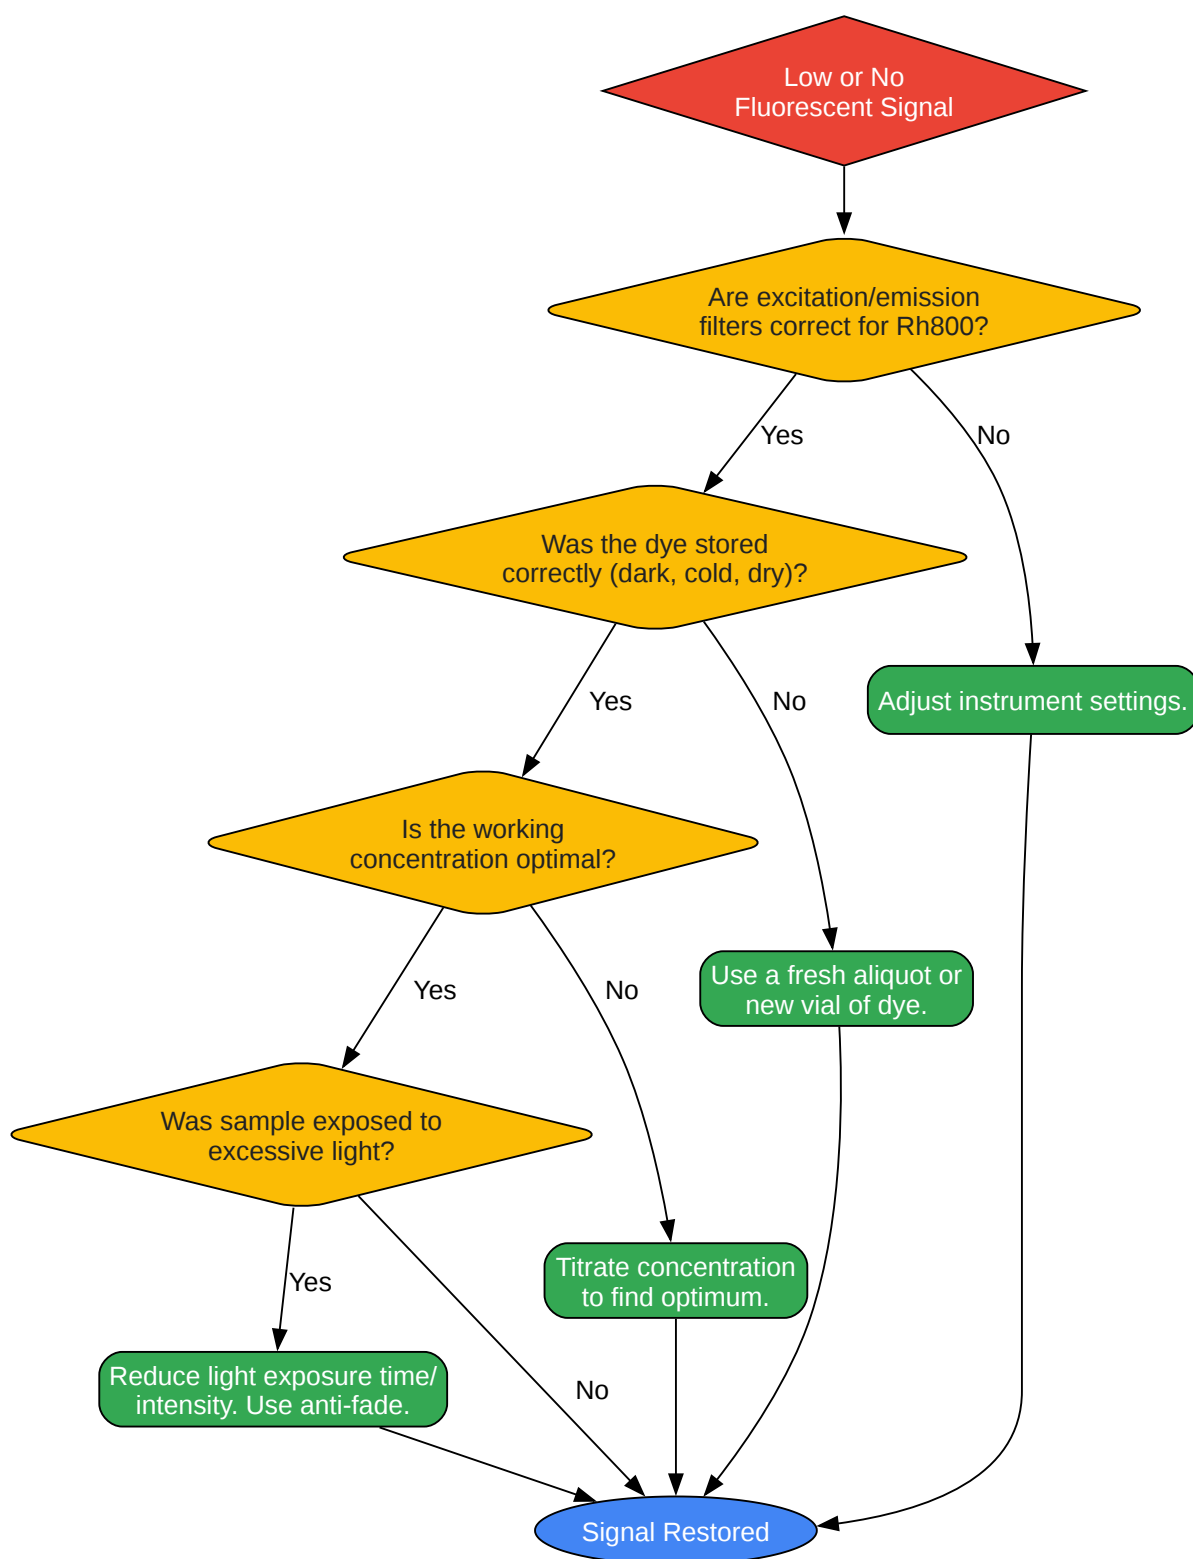 Low or No
Fluorescent Signal
Are excitation/emission
filters correct for Rh800?
Yes
No
Was the dye stored
correctly (dark, cold, dry)?
Yes
No
Adjust instrument settings.
Is the working
concentration optimal?
Yes
No
Use a fresh aliquot or
new vial of dye.
Was sample exposed to
excessive light?
Yes
No
Titrate concentration
to find optimum.
Reduce light exposure time/
intensity. Use anti-fade.
Signal Restored